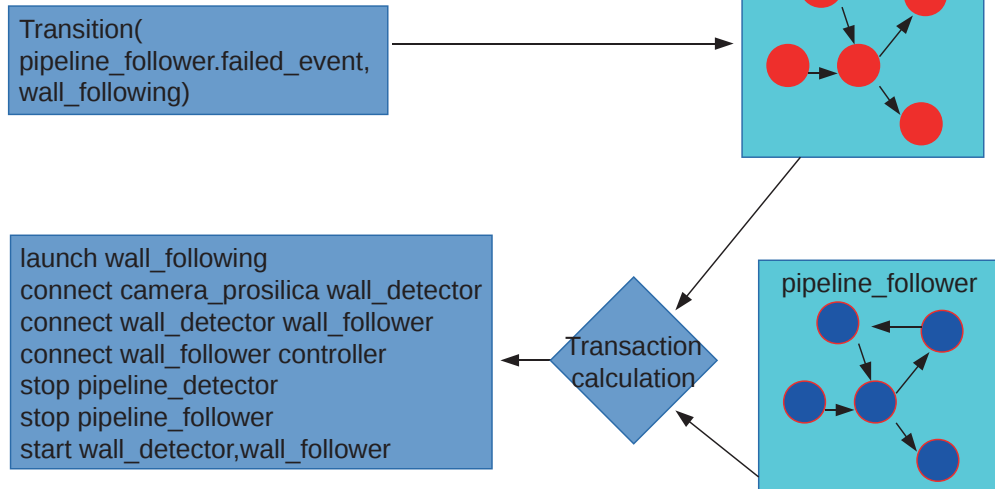 Transition(
pipeline_follower.failed_event,
wall_following)
launch wall_following
connect camera_prosilica wall_detector
connect wall_detector wall_follower
connect wall_follower controller
stop pipeline_detector
stop pipeline_follower
start wall_detector,wall_follower
Transaction
calculation
pipeline_follower